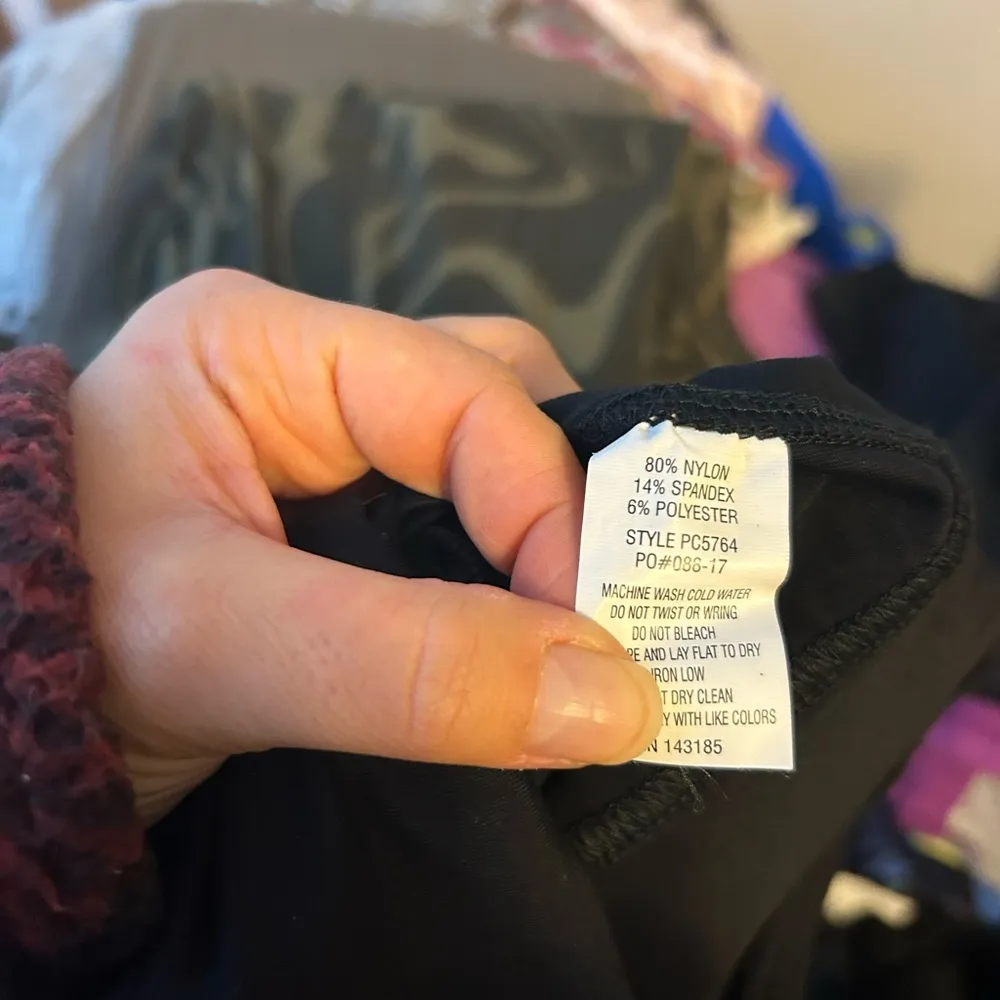 80% NYLON
14% SPANDEX
6% POLYESTER
STYLE PC5764
PO#086-17
MACHINE WASH COLD WATER
DO NOT TWIST OR WRING
DO NOT BLEACH
AND LAY FLAT TO DRY
IRON LOW
DRY CLEAN
WITH LIKE COLORS
143185